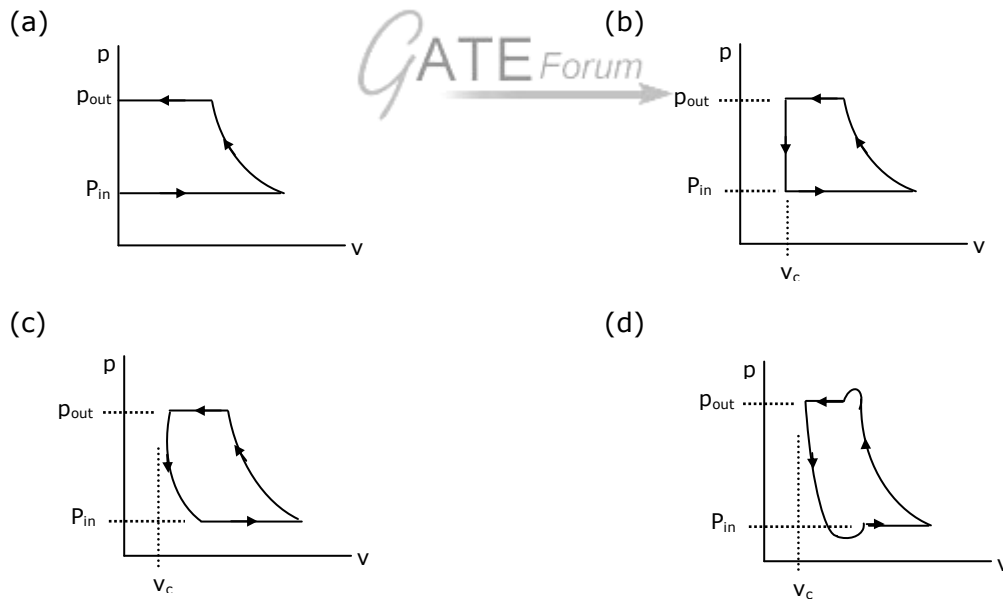 (a)
(b)
GATE Forum
p
p
pout
pout
Pin
Pin
v
v
vc
(c)
(d)
p
p
pout
pout
Pin
Pin
v
v
vc
vc